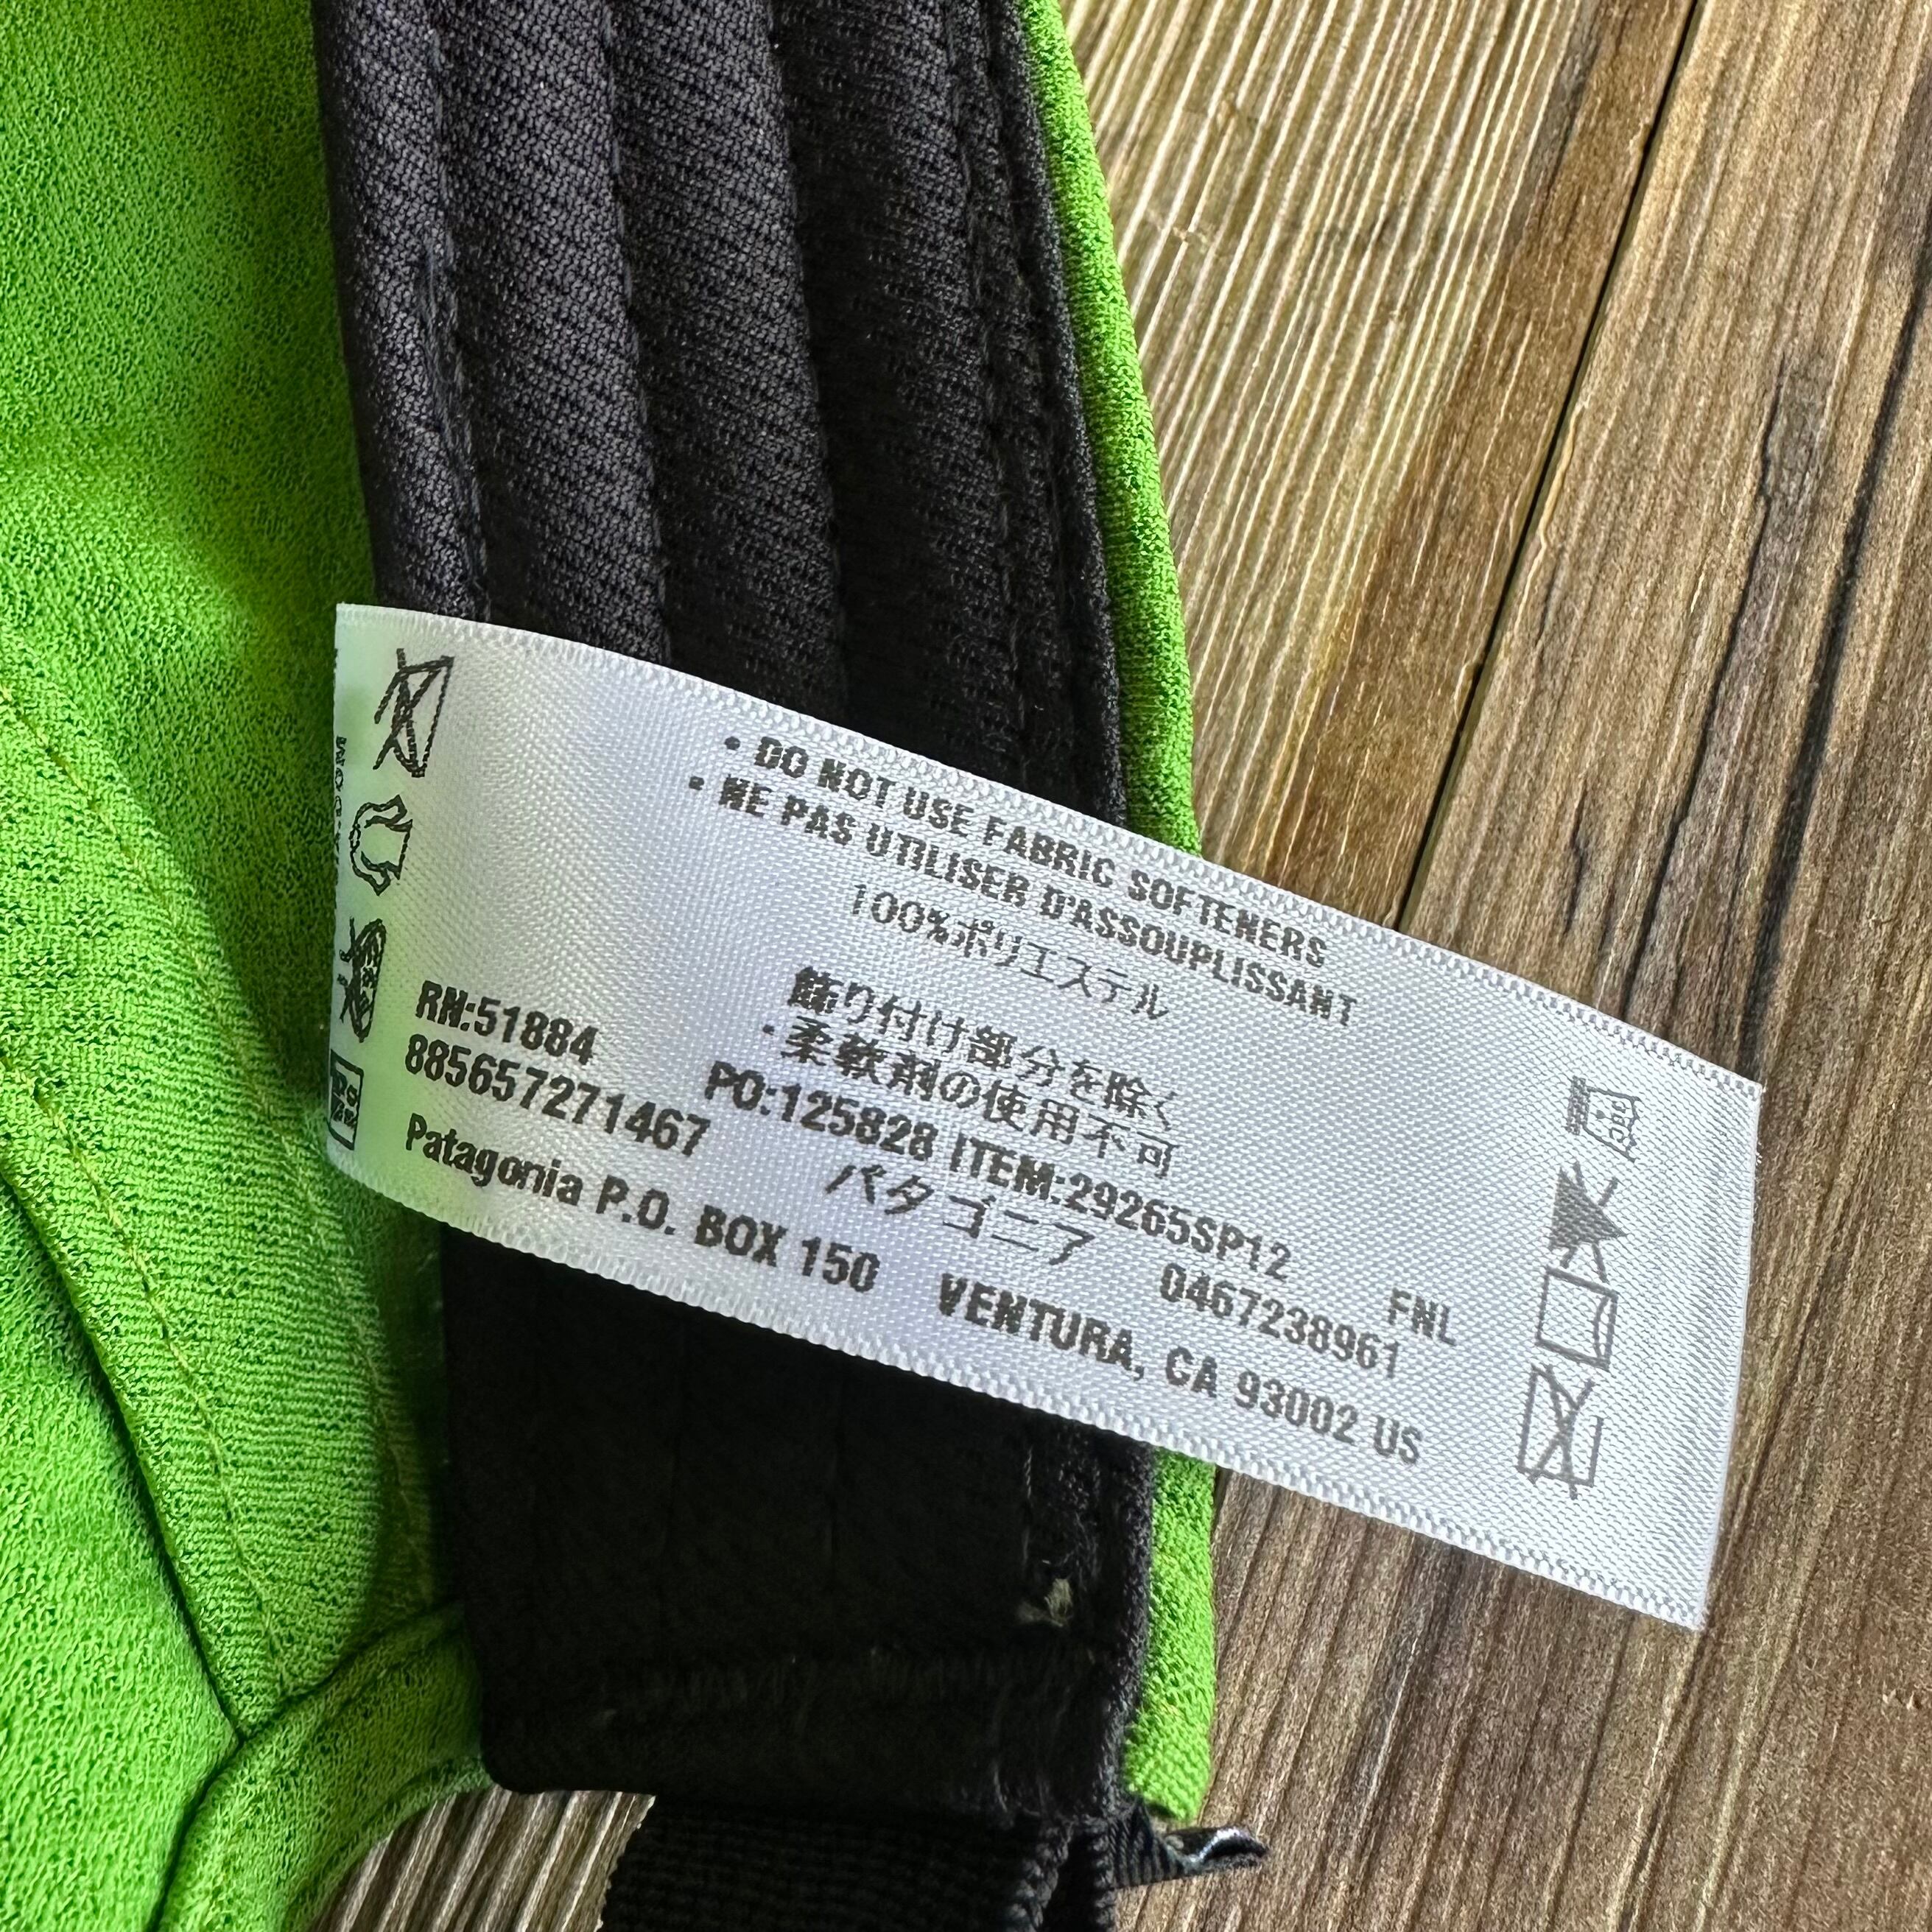 • DO NOT USE FABRIC SOFTENERS
• NE PAS UTILISER D'ASSOUPLISSANT
100%ポリエステル
飾り付け部分を除く
・柔軟剤の使用不可
RN:51884 PO:125828 ITEM:29265SP12 FNL
885657271467 パタゴニア 0467238961
Patagonia P.O. BOX 150 VENTURA, CA 93002 US